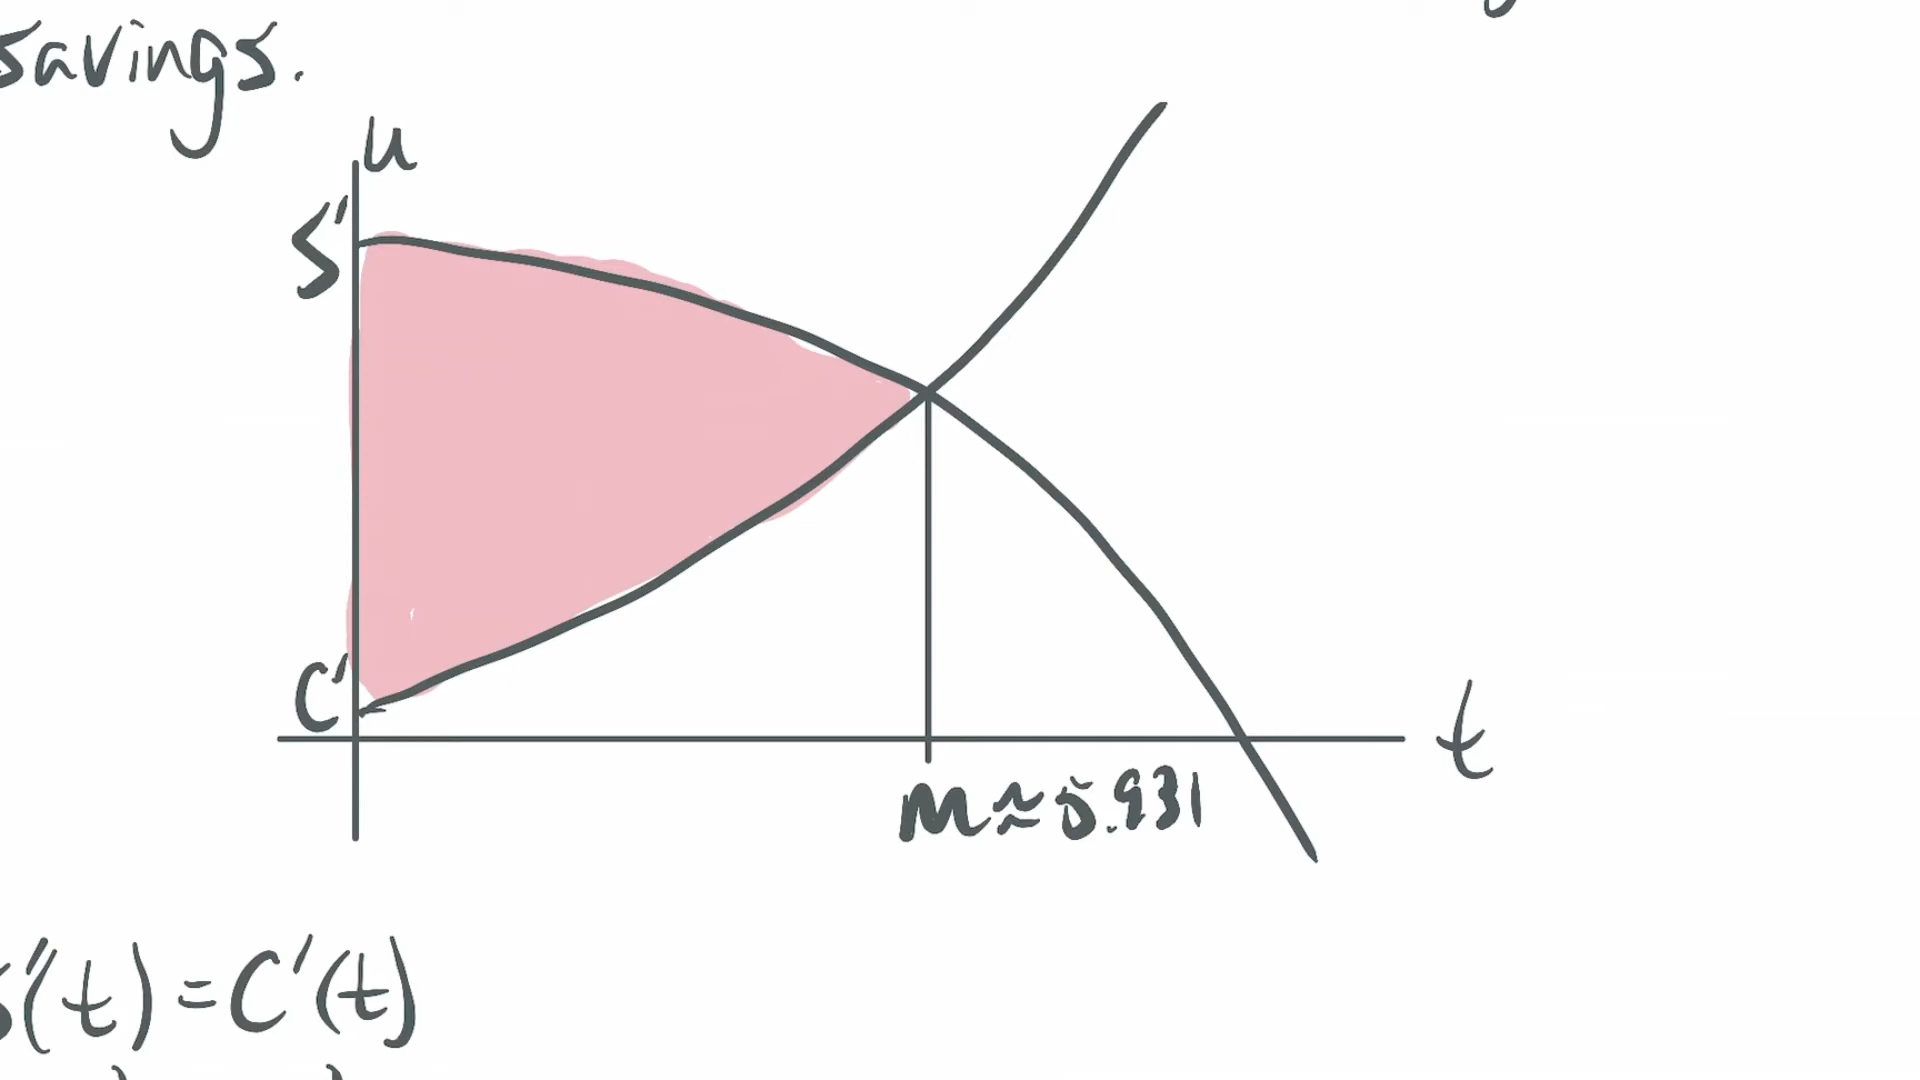 savings.
u
S'
C'
t
m≈5.931
S'(t)=C'(t)